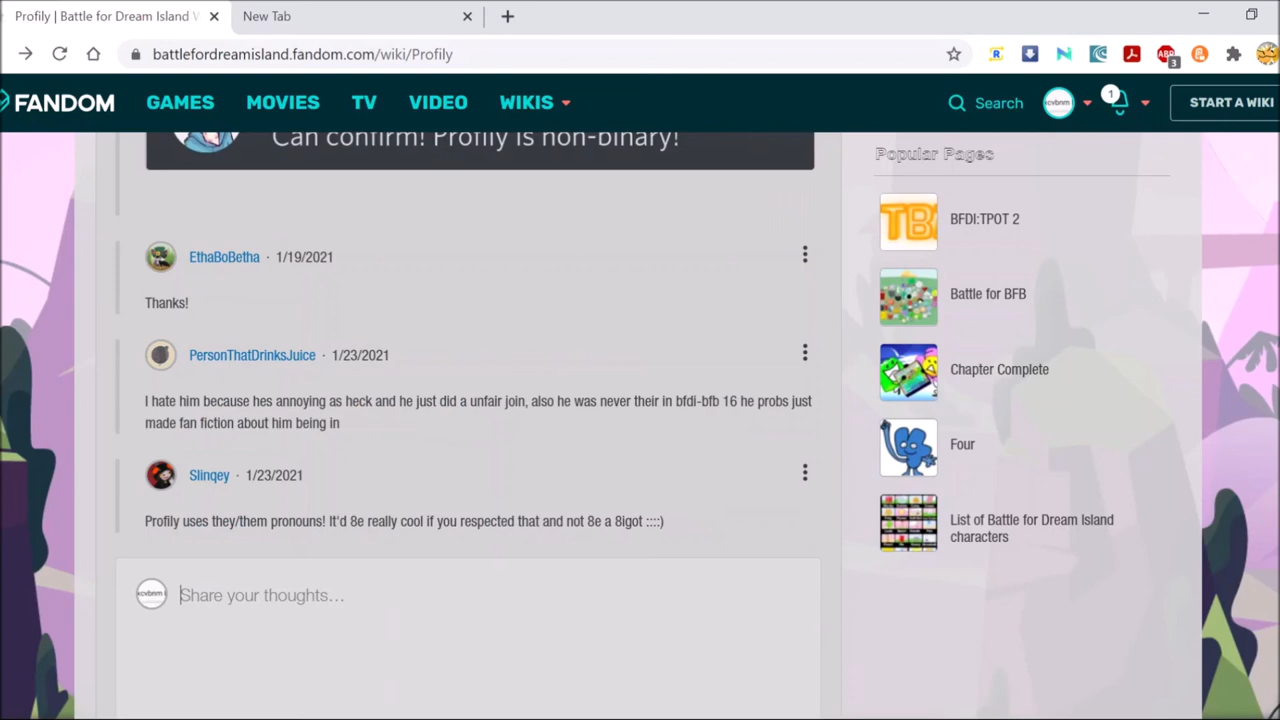 Profily | Battle for Dream Island
New Tab
battlefordreamisland.fandom.com/wiki/Profily
3
FANDOM
GAMES
MOVIES
TV
VIDEO
WIKIS
Search
xcvbnm
1
START A WIKI
Can confirm! Profily is non-binary!
EthaBoBetha · 1/19/2021
Thanks!
PersonThatDrinksJuice · 1/23/2021
I hate him because hes annoying as heck and he just did a unfair join, also he was never their in bfdi-bfb 16 he probs just
made fan fiction about him being in
Slinqey · 1/23/2021
Profily uses they/them pronouns! It'd 8e really cool if you respected that and not 8e a 8igot ::::)
xcvbnm
Share your thoughts...
Popular Pages
TB
BFDI:TPOT 2
Battle for BFB
Chapter Complete
Four
List of Battle for Dream Island
characters